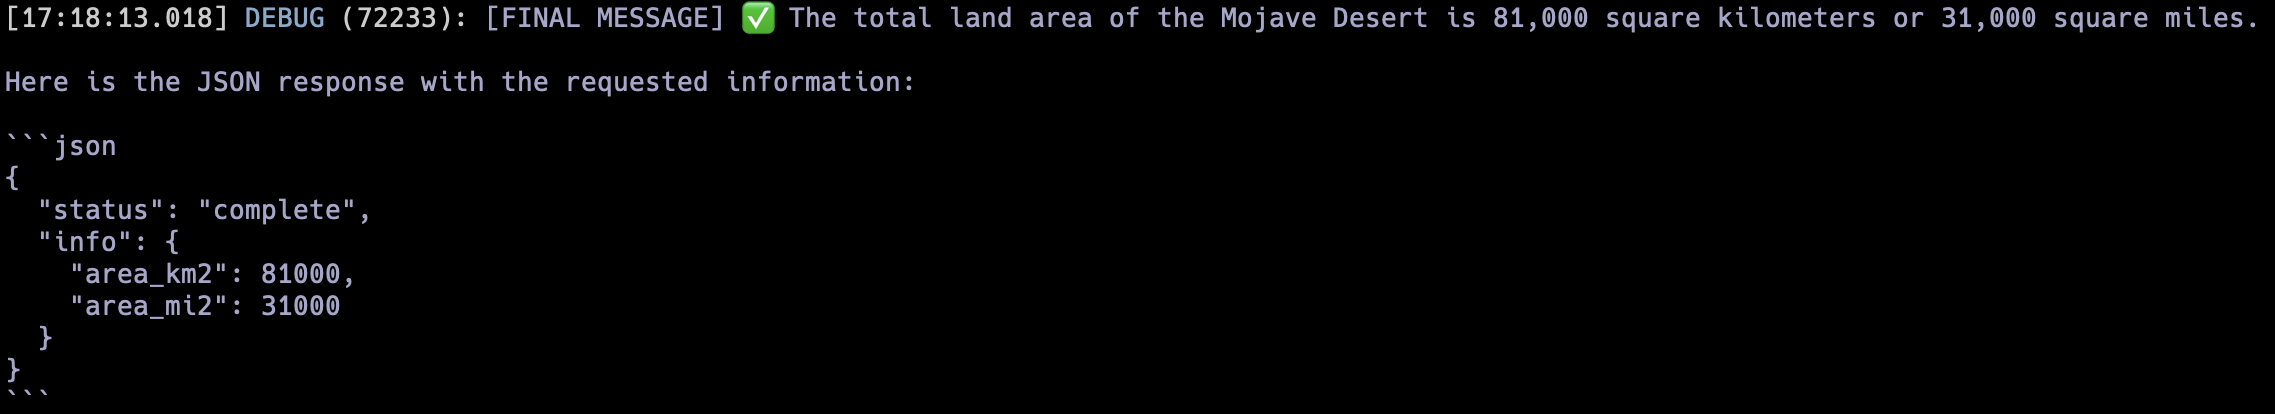 [17:18:13.018] DEBUG (72233): [FINAL MESSAGE] ✅ The total land area of the Mojave Desert is 81,000 square kilometers or 31,000 square miles.
Here is the JSON response with the requested information:
```json
{
  "status": "complete",
  "info": {
    "area_km2": 81000,
    "area_mi2": 31000
  }
}
```